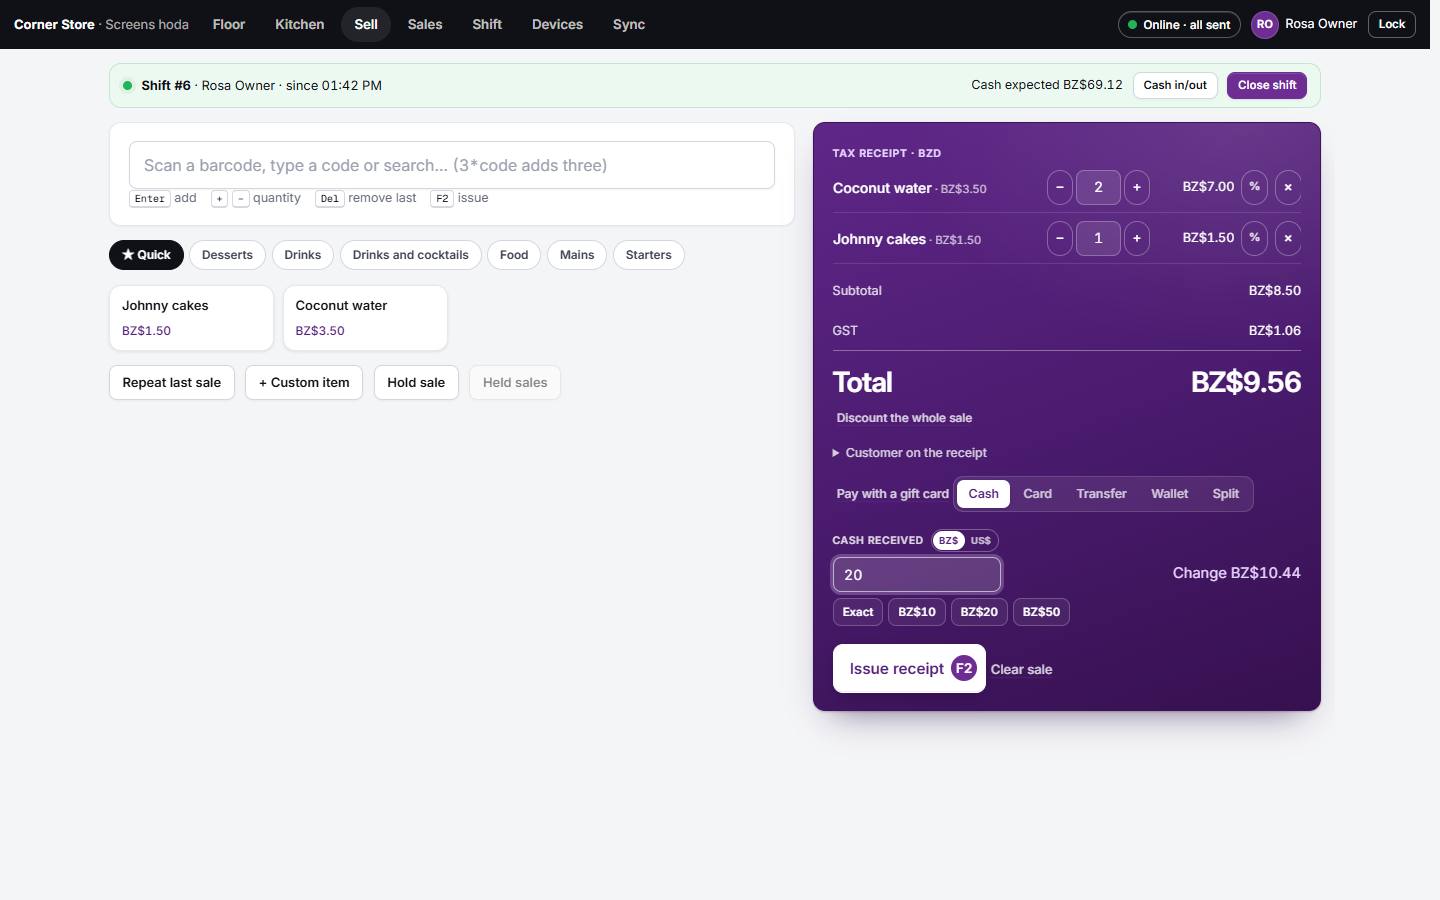 Corner Store · Screens hoda Floor Kitchen Sell Sales Shift Devices Sync Online · all sent RO Rosa Owner Lock
Shift #6 · Rosa Owner · since 01:42 PM Cash expected BZ$69.12 Cash in/out Close shift
Scan a barcode, type a code or search... (3*code adds three)
Enter add + − quantity Del remove last F2 issue
★ Quick Desserts Drinks Drinks and cocktails Food Mains Starters
Johnny cakes Coconut water
BZ$1.50 BZ$3.50
Repeat last sale + Custom item Hold sale Held sales
TAX RECEIPT · BZD
Coconut water · BZ$3.50 − 2 + BZ$7.00 % ×
Johnny cakes · BZ$1.50 − 1 + BZ$1.50 % ×
Subtotal BZ$8.50
GST BZ$1.06
Total BZ$9.56
Discount the whole sale
Customer on the receipt
Pay with a gift card Cash Card Transfer Wallet Split
CASH RECEIVED BZ$ US$
20 Change BZ$10.44
Exact BZ$10 BZ$20 BZ$50
Issue receipt F2 Clear sale